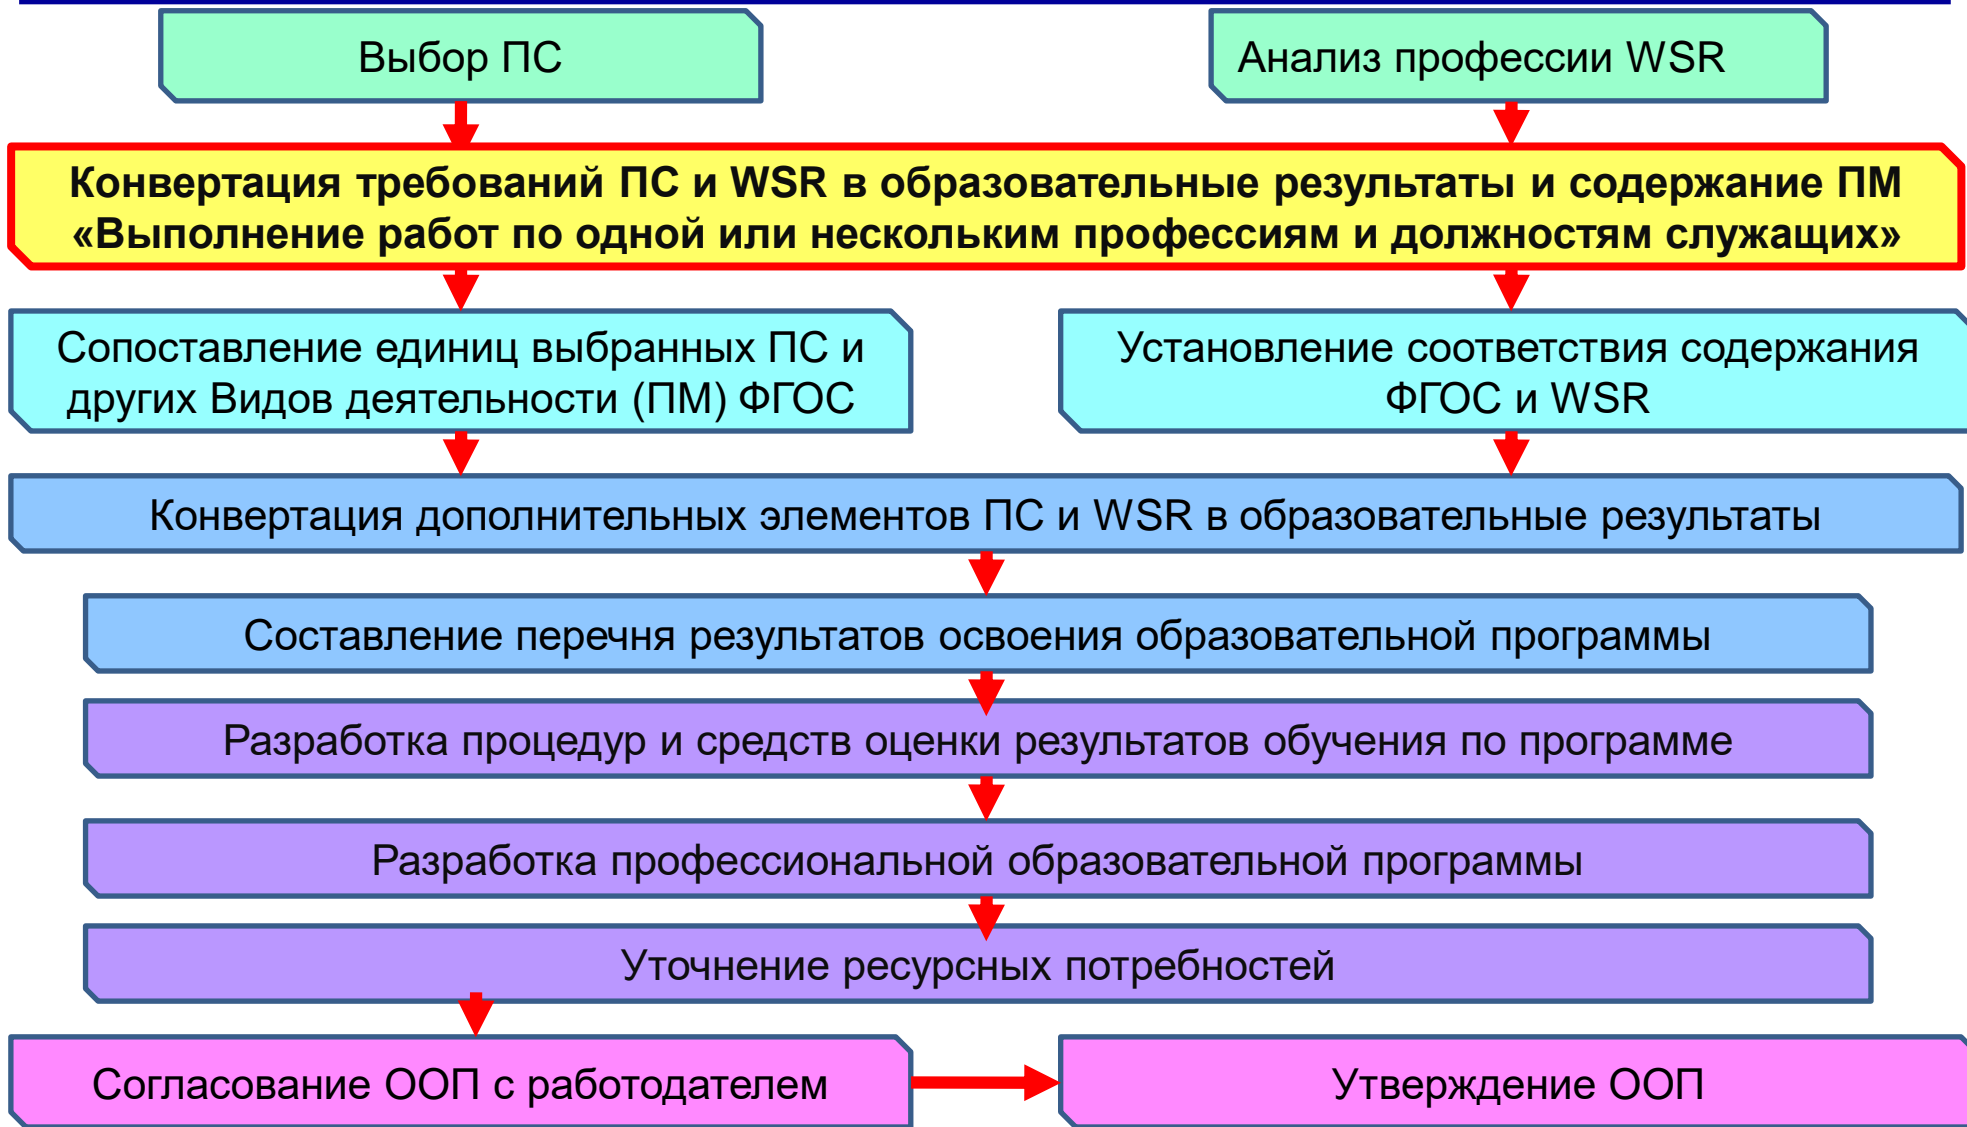 Выбор ПС
Анализ профессии WSR
Конвертация требований ПС и WSR в образовательные результаты и содержание ПМ
«Выполнение работ по одной или нескольким профессиям и должностям служащих»
Сопоставление единиц выбранных ПС и
других Видов деятельности (ПМ) ФГОС
Установление соответствия содержания
ФГОС и WSR
Конвертация дополнительных элементов ПС и WSR в образовательные результаты
Составление перечня результатов освоения образовательной программы
Разработка процедур и средств оценки результатов обучения по программе
Разработка профессиональной образовательной программы
Уточнение ресурсных потребностей
Согласование ООП с работодателем
Утверждение ООП